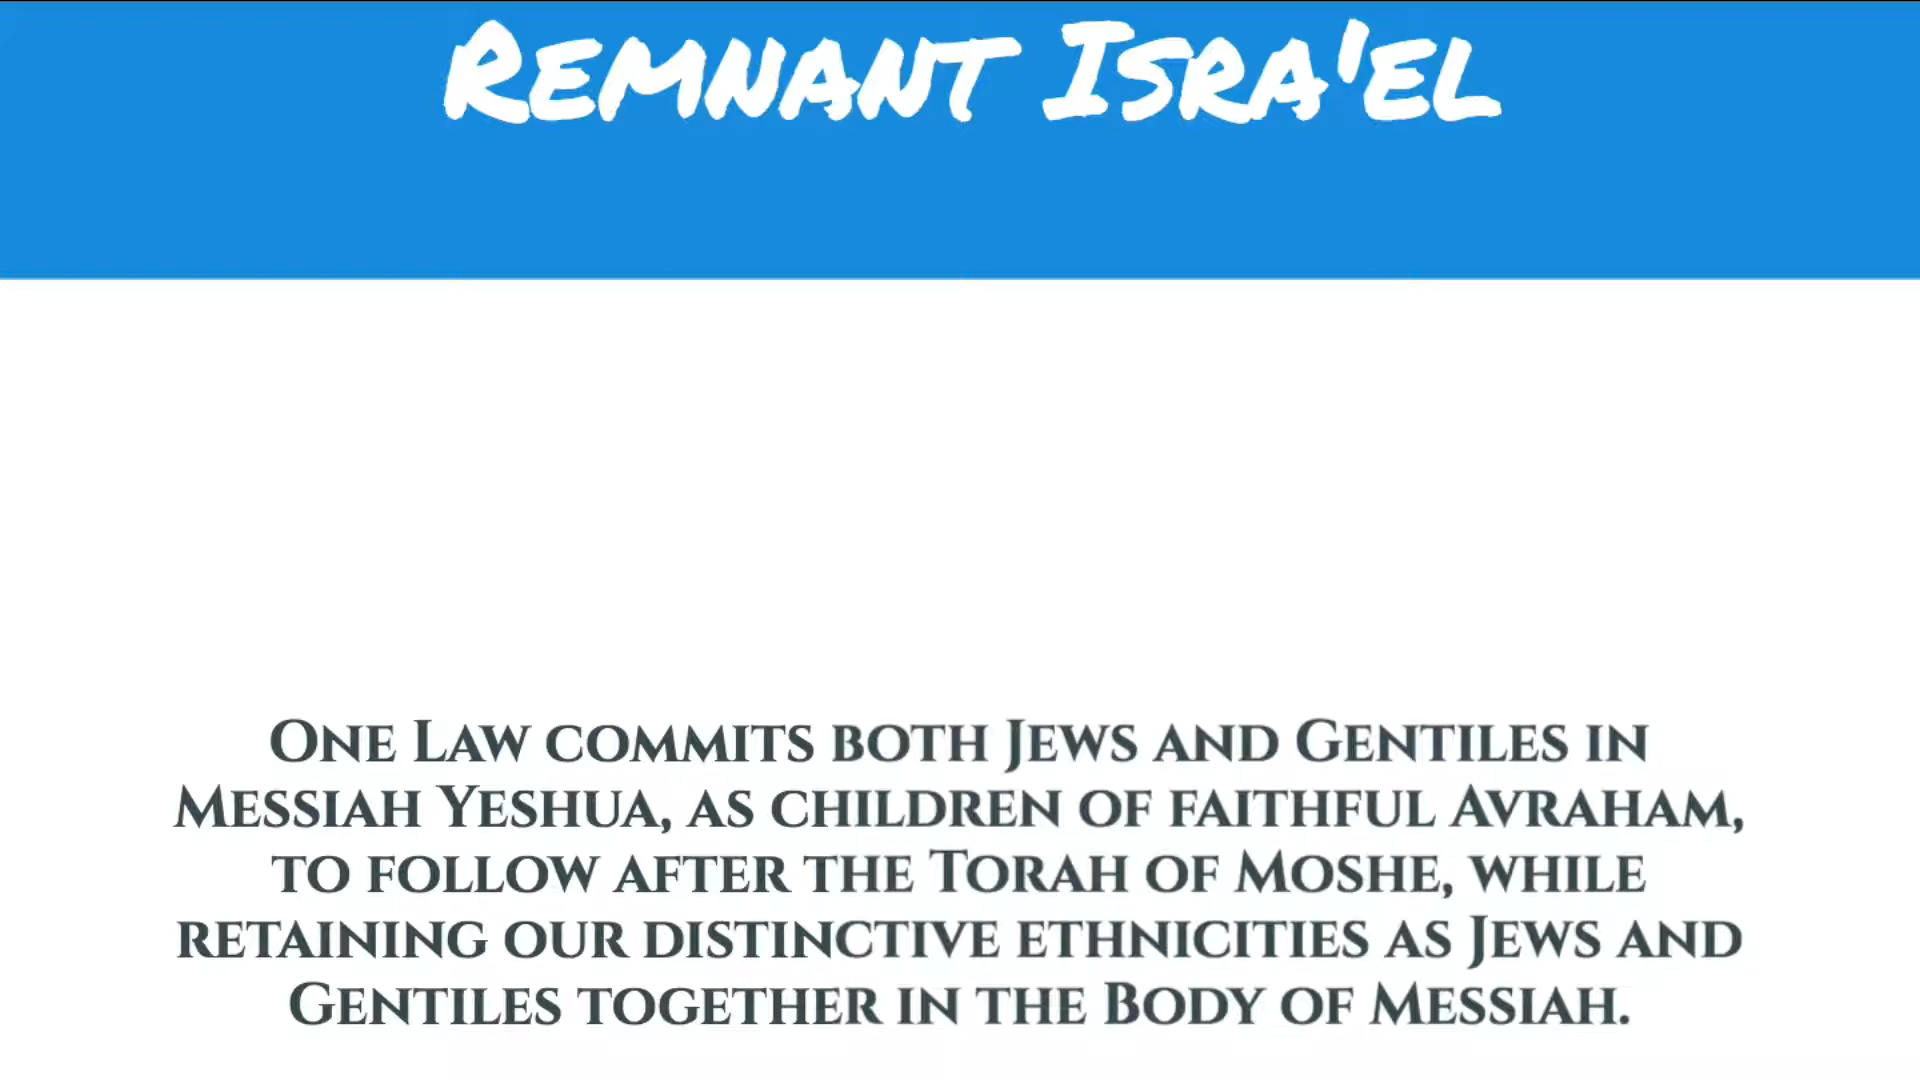 Remnant Isra'el
One Law commits both Jews and Gentiles in
Messiah Yeshua, as children of faithful Avraham,
to follow after the Torah of Moshe, while
retaining our distinctive ethnicities as Jews and
Gentiles together in the Body of Messiah.